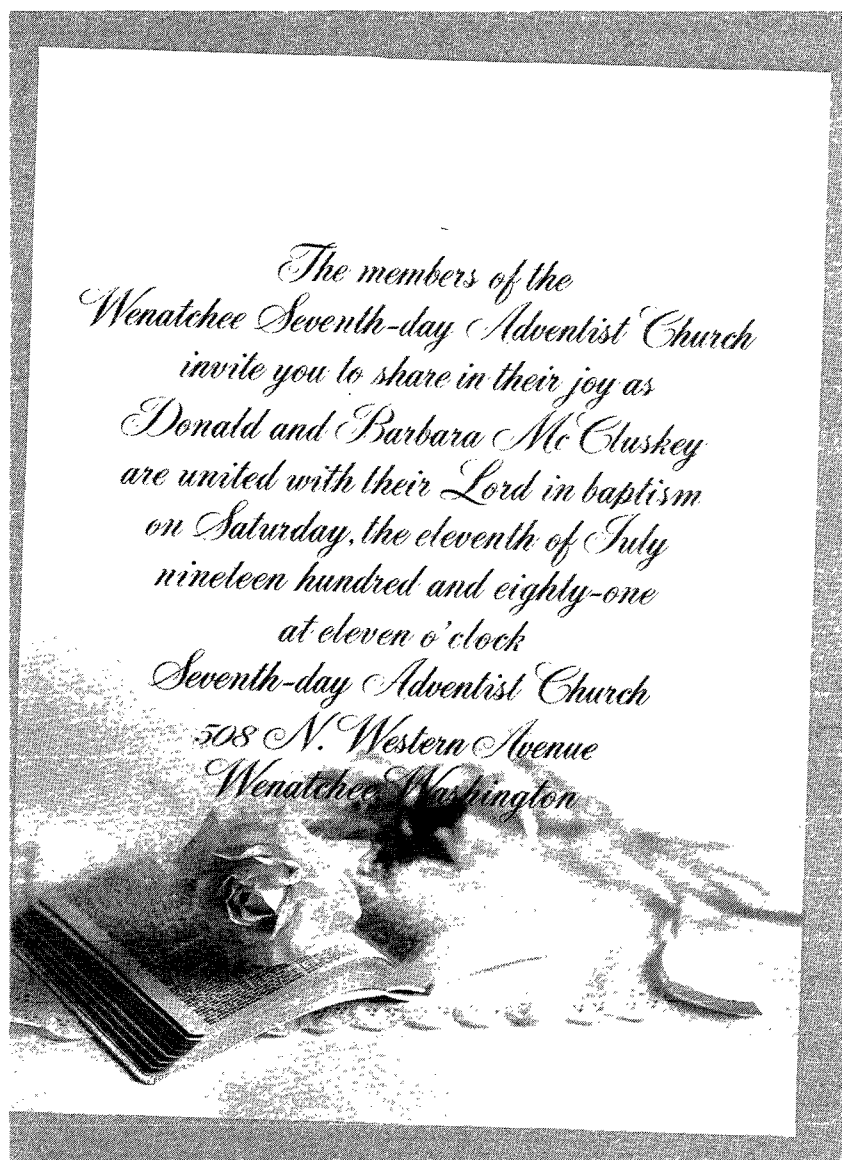 The members of the
Wenatchee Seventh-day Adventist Church
invite you to share in their joy as
Donald and Barbara McCluskey
are united with their Lord in baptism
on Saturday, the eleventh of July
nineteen hundred and eighty-one
at eleven o'clock
Seventh-day Adventist Church
508 N. Western Avenue
Wenatchee, Washington